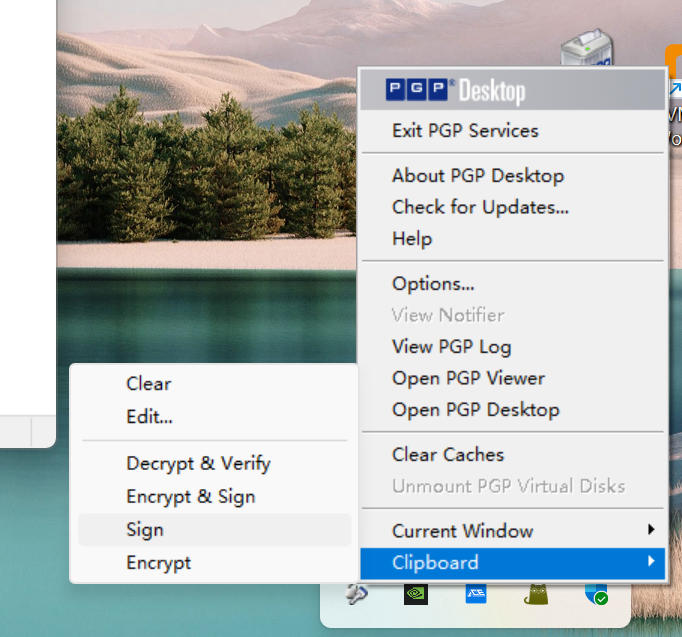 PGP® Desktop
Exit PGP Services
About PGP Desktop
Check for Updates...
Help
Options...
View Notifier
View PGP Log
Open PGP Viewer
Open PGP Desktop
Clear Caches
Unmount PGP Virtual Disks
Current Window
Clipboard
Clear
Edit...
Decrypt & Verify
Encrypt & Sign
Sign
Encrypt